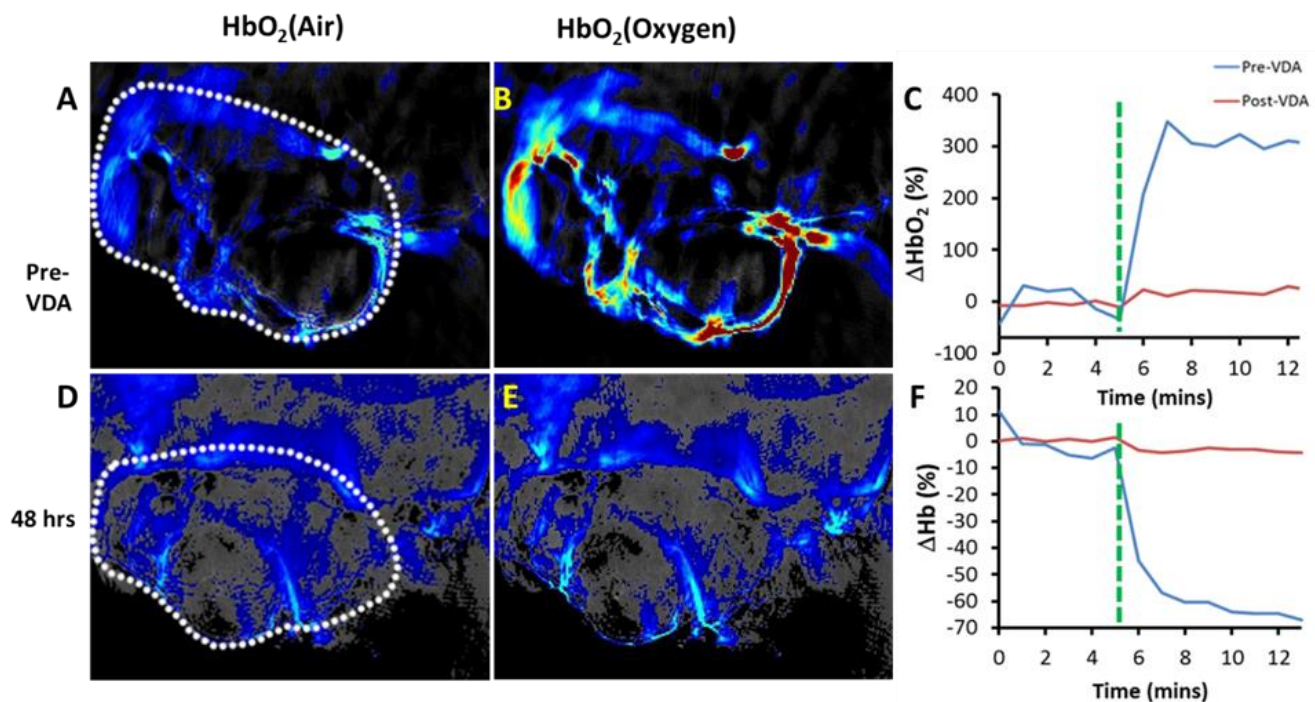 HbO₂(Air)
HbO₂(Oxygen)
A
B
Pre-
VDA
C
Pre-VDA
Post-VDA
ΔHbO₂ (%)
400
300
200
100
0
-100
0 2 4 6 8 10 12
Time (mins)
D
E
48 hrs
F
ΔHb (%)
20
10
0
-10
-20
-30
-40
-50
-60
-70
0 2 4 6 8 10 12
Time (mins)